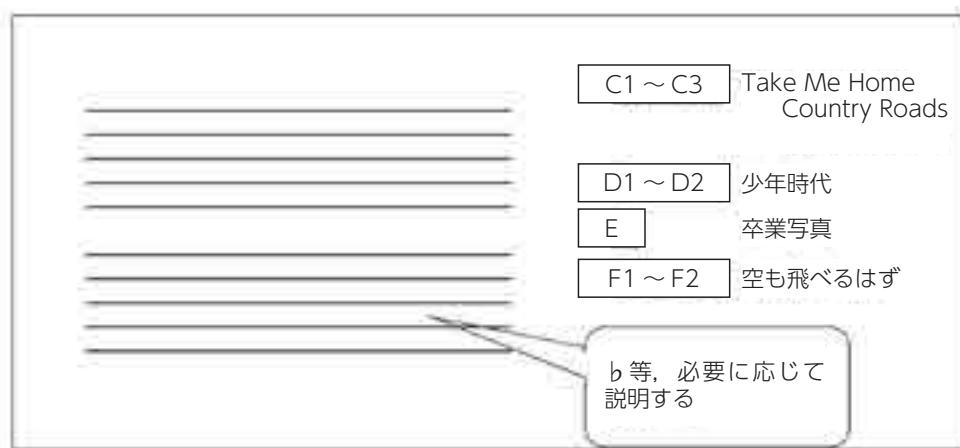 C1～C3 Take Me Home
Country Roads
D1～D2 少年時代
E 卒業写真
F1～F2 空も飛べるはず
♭等，必要に応じて
説明する